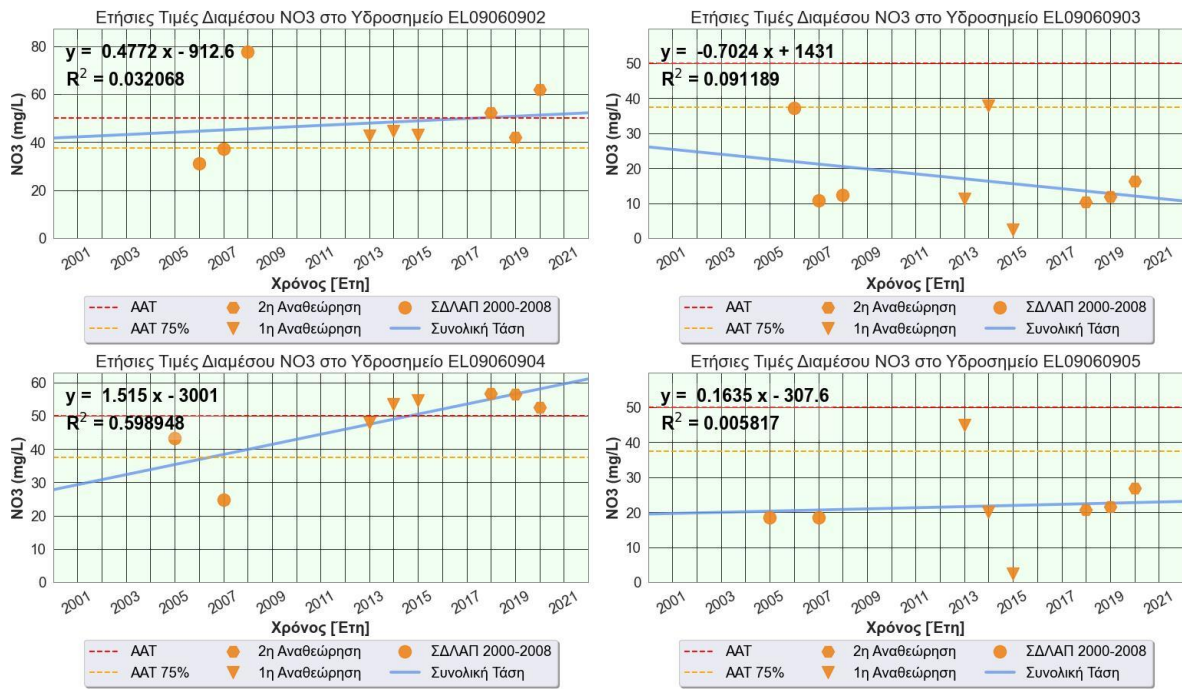 Ετήσιες Τιμές Διαμέσου NO3 στο Υδροσημείο EL09060902
y = 0.4772 x - 912.6
R² = 0.032068
NO3 (mg/L)
80
60
40
20
0
2001 2003 2005 2007 2009 2011 2013 2015 2017 2019 2021
Χρόνος [Έτη]
ΑΑΤ 2η Αναθεώρηση ΣΔΛΑΠ 2000-2008
ΑΑΤ 75% 1η Αναθεώρηση Συνολική Τάση
Ετήσιες Τιμές Διαμέσου NO3 στο Υδροσημείο EL09060903
y = -0.7024 x + 1431
R² = 0.091189
NO3 (mg/L)
50
40
30
20
10
0
2001 2003 2005 2007 2009 2011 2013 2015 2017 2019 2021
Χρόνος [Έτη]
ΑΑΤ 2η Αναθεώρηση ΣΔΛΑΠ 2000-2008
ΑΑΤ 75% 1η Αναθεώρηση Συνολική Τάση
Ετήσιες Τιμές Διαμέσου NO3 στο Υδροσημείο EL09060904
y = 1.515 x - 3001
R² = 0.598948
NO3 (mg/L)
60
50
40
30
20
10
0
2001 2003 2005 2007 2009 2011 2013 2015 2017 2019 2021
Χρόνος [Έτη]
ΑΑΤ 2η Αναθεώρηση ΣΔΛΑΠ 2000-2008
ΑΑΤ 75% 1η Αναθεώρηση Συνολική Τάση
Ετήσιες Τιμές Διαμέσου NO3 στο Υδροσημείο EL09060905
y = 0.1635 x - 307.6
R² = 0.005817
NO3 (mg/L)
50
40
30
20
10
0
2001 2003 2005 2007 2009 2011 2013 2015 2017 2019 2021
Χρόνος [Έτη]
ΑΑΤ 2η Αναθεώρηση ΣΔΛΑΠ 2000-2008
ΑΑΤ 75% 1η Αναθεώρηση Συνολική Τάση